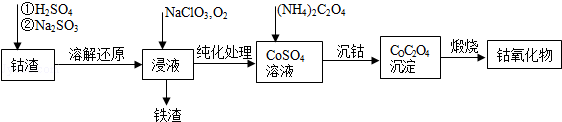 ①H2SO4
②Na2SO3
NaClO3,O2
(NH4)2C2O4
钴渣
溶解还原
浸液
纯化处理
CoSO4
溶液
沉钴
CoC2O4
沉淀
煅烧
钴氧化物
铁渣